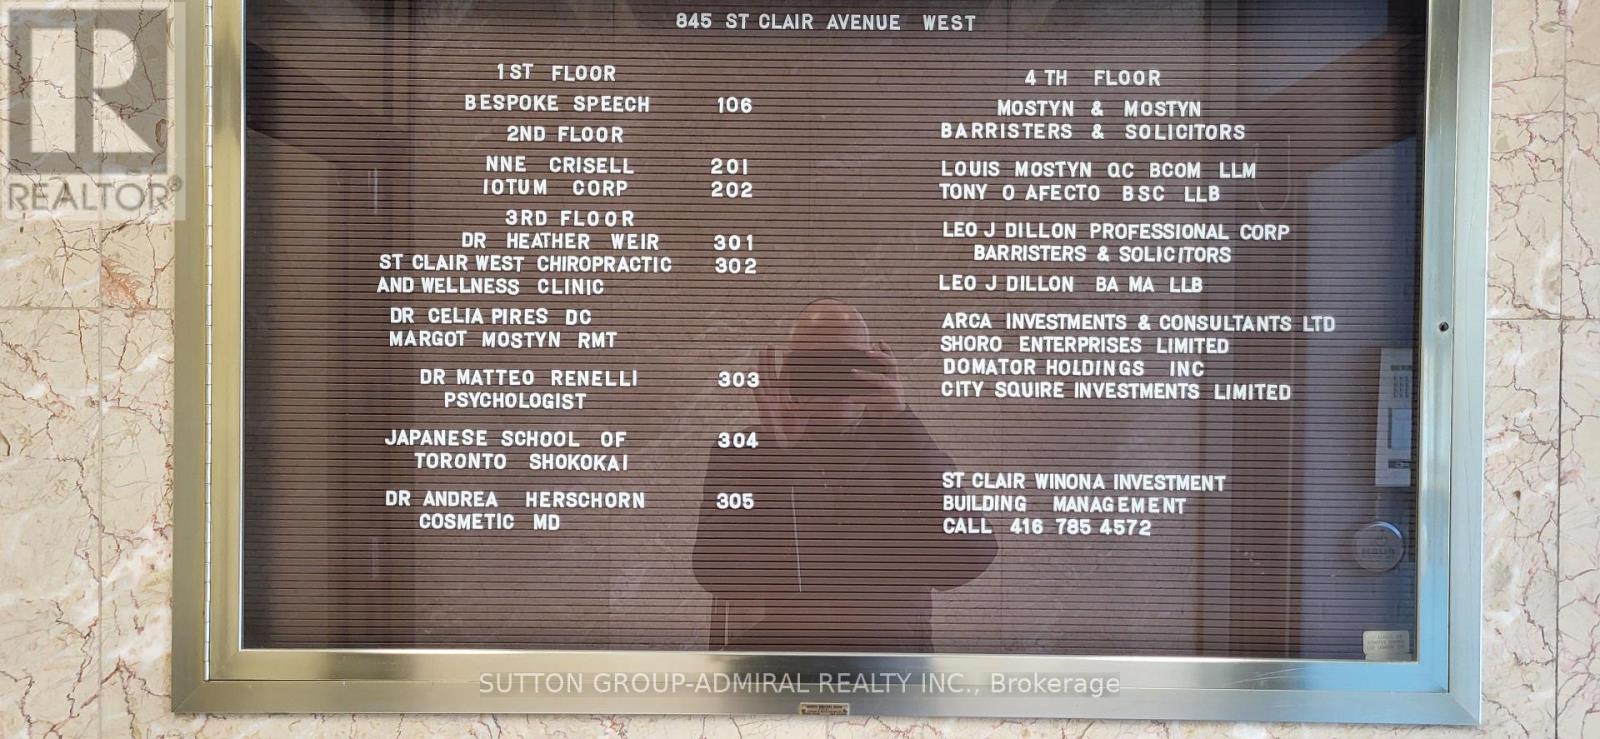 845 ST CLAIR AVENUE WEST
1ST FLOOR
BESPOKE SPEECH 106
2ND FLOOR
NNE CRISELL 201
IOTUM CORP 202
3RD FLOOR
DR HEATHER WEIR 301
ST CLAIR WEST CHIROPRACTIC 302
AND WELLNESS CLINIC
DR CELIA PIRES DC
MARGOT MOSTYN RMT
DR MATTEO RENELLI 303
PSYCHOLOGIST
JAPANESE SCHOOL OF 304
TORONTO SHOKOKAI
DR ANDREA HERSCHORN 305
COSMETIC MD
4 TH FLOOR
MOSTYN & MOSTYN
BARRISTERS & SOLICITORS
LOUIS MOSTYN QC BCOM LLM
TONY O AFECTO BSC LLB
LEO J DILLON PROFESSIONAL CORP
BARRISTERS & SOLICITORS
LEO J DILLON BA MA LLB
ARCA INVESTMENTS & CONSULTANTS LTD
SHORO ENTERPRISES LIMITED
DOMATOR HOLDINGS INC
CITY SQUIRE INVESTMENTS LIMITED
ST CLAIR WINONA INVESTMENT
BUILDING MANAGEMENT
CALL 416 785 4572
REALTOR®
SUTTON GROUP-ADMIRAL REALTY INC., Brokerage